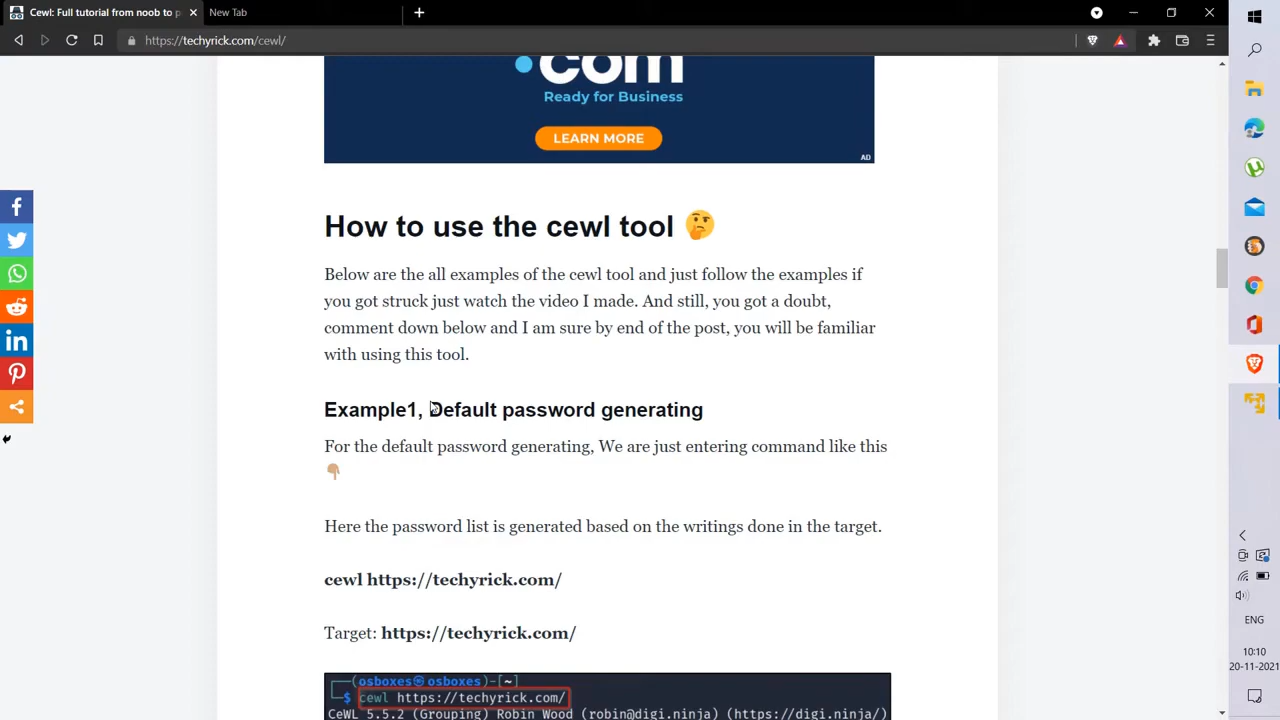 Cewl: Full tutorial from noob to p
New Tab
https://techyrick.com/cewl/
.com
Ready for Business
LEARN MORE
AD
How to use the cewl tool 🤔
Below are the all examples of the cewl tool and just follow the examples if
you got struck just watch the video I made. And still, you got a doubt,
comment down below and I am sure by end of the post, you will be familiar
with using this tool.
Example1, Default password generating
For the default password generating, We are just entering command like this
👇🏽
Here the password list is generated based on the writings done in the target.
cewl https://techyrick.com/
Target: https://techyrick.com/
┌──(osboxes㉿osboxes)-[~]
└─$ cewl https://techyrick.com/
CeWL 5.5.2 (Grouping) Robin Wood (robin@digi.ninja) (https://digi.ninja/)
ENG
10:10
20-11-2021